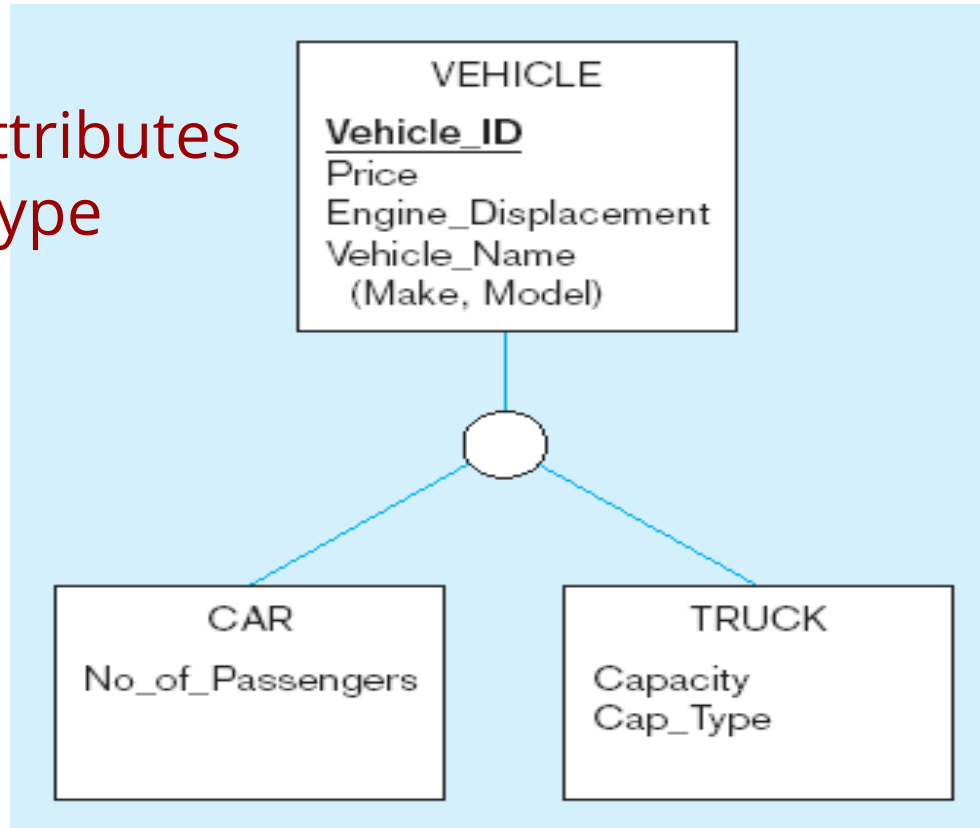 ttributes
ype
VEHICLE
Vehicle_ID
Price
Engine_Displacement
Vehicle_Name
(Make, Model)
CAR
No_of_Passengers
TRUCK
Capacity
Cap_Type